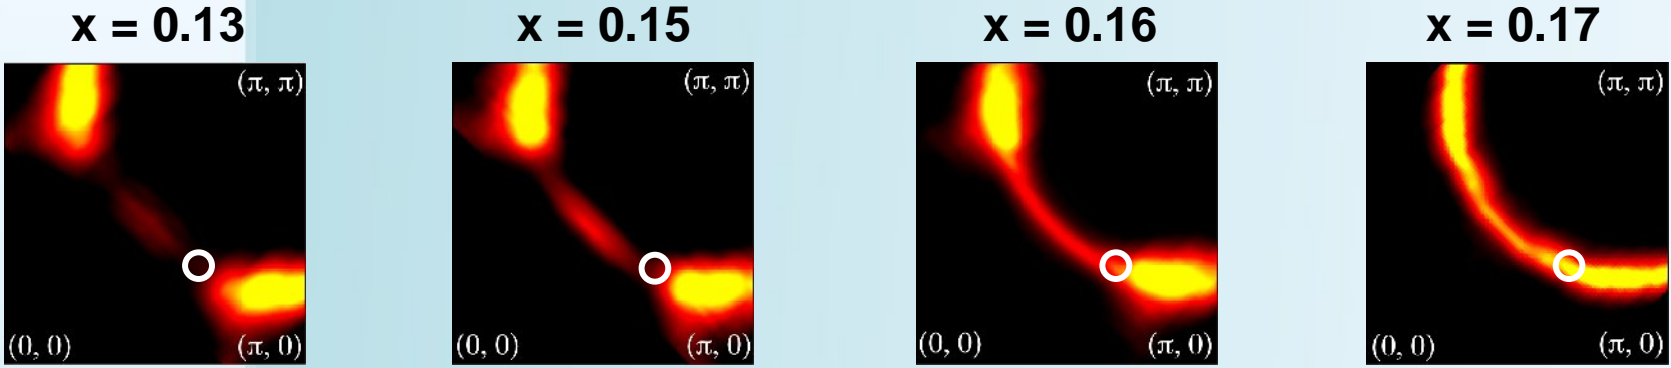 x = 0.13
x = 0.15
x = 0.16
x = 0.17
(π, π)
(π, π)
(π, π)
(π, π)
(0, 0)
(π, 0)
(0, 0)
(π, 0)
(0, 0)
(π, 0)
(0, 0)
(π, 0)